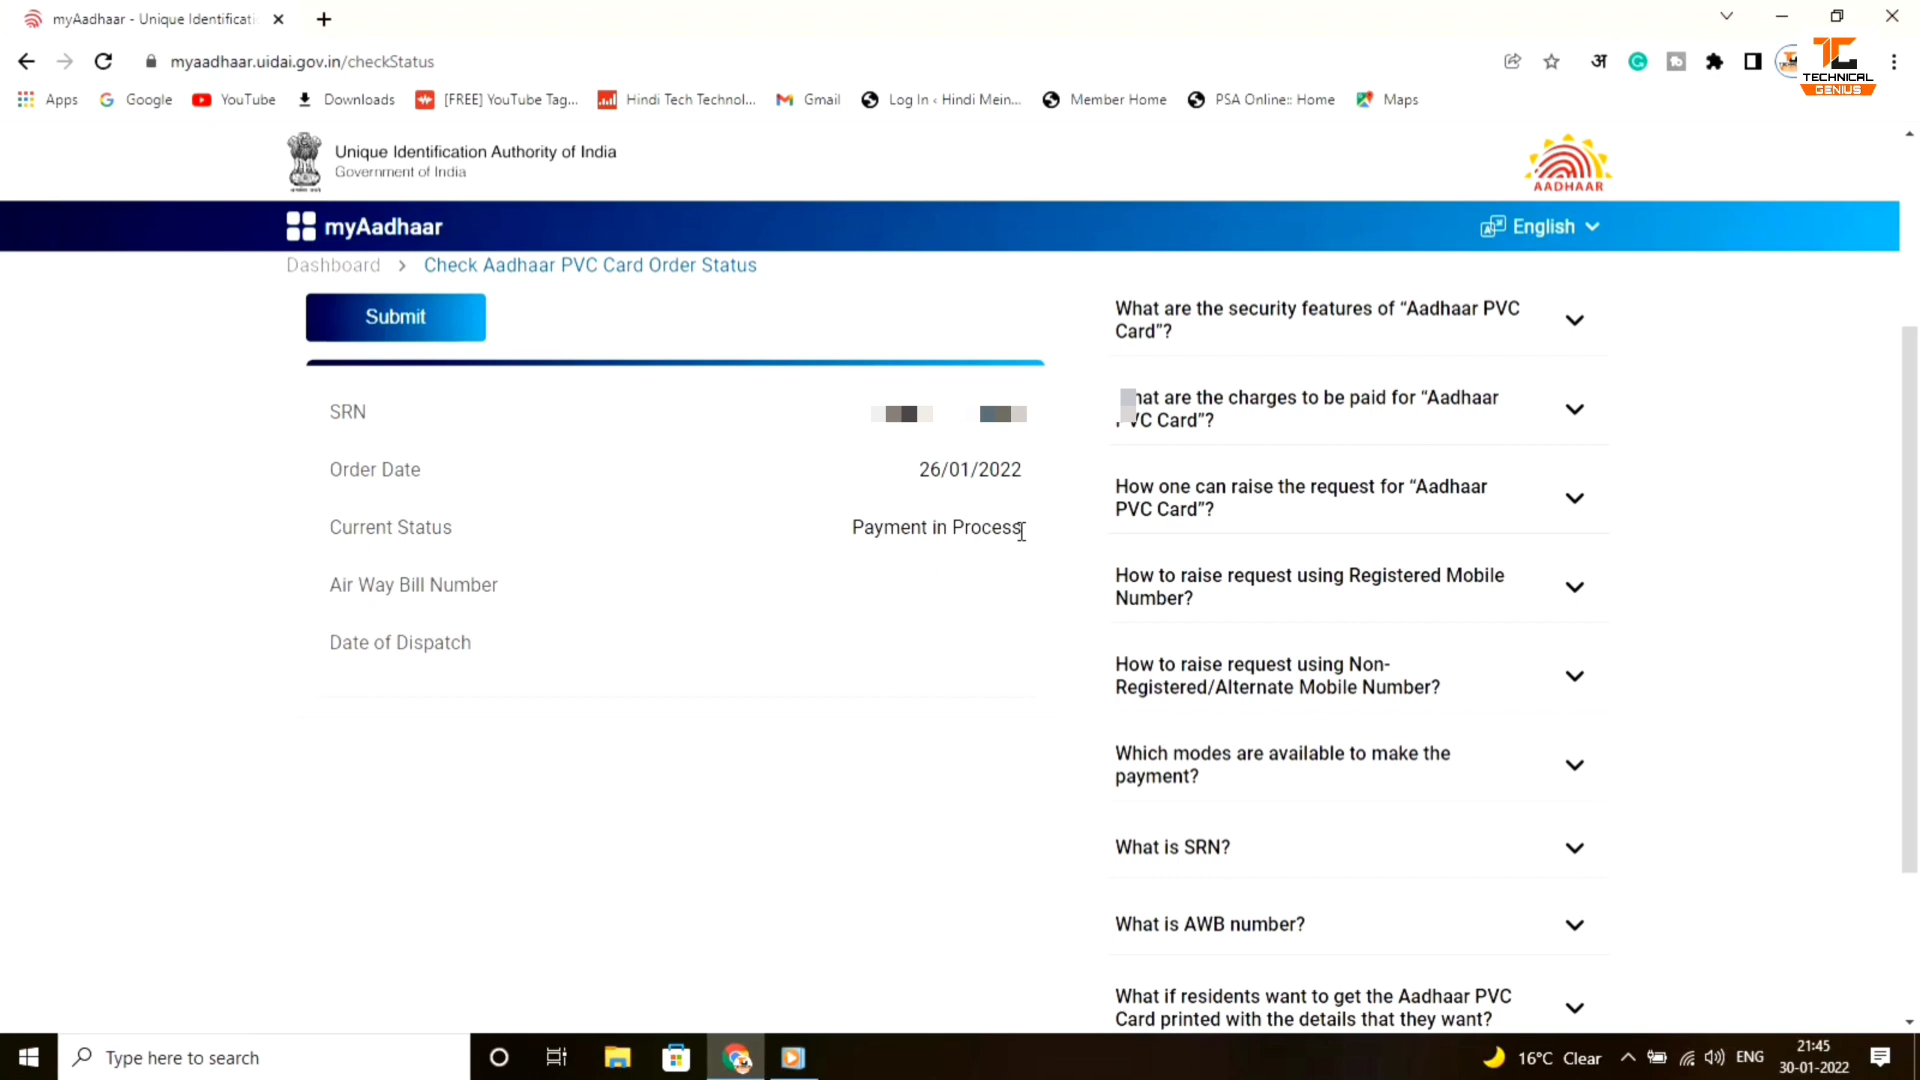 myAadhaar - Unique Identificati
myaadhaar.uidai.gov.in/checkStatus
अ
TECHNICAL
GENIUS
Apps
Google
YouTube
Downloads
[FREE] YouTube Tag...
Hindi Tech Technol...
Gmail
Log In ‹ Hindi Mein...
Member Home
PSA Online:: Home
Maps
Unique Identification Authority of India
Government of India
AADHAAR
myAadhaar
English
Dashboard > Check Aadhaar PVC Card Order Status
Submit
SRN
Order Date 26/01/2022
Current Status Payment in Process
Air Way Bill Number
Date of Dispatch
What are the security features of “Aadhaar PVC
Card”?
hat are the charges to be paid for “Aadhaar
VC Card”?
How one can raise the request for “Aadhaar
PVC Card”?
How to raise request using Registered Mobile
Number?
How to raise request using Non-
Registered/Alternate Mobile Number?
Which modes are available to make the
payment?
What is SRN?
What is AWB number?
What if residents want to get the Aadhaar PVC
Card printed with the details that they want?
Type here to search
16°C Clear
ENG
21:45
30-01-2022